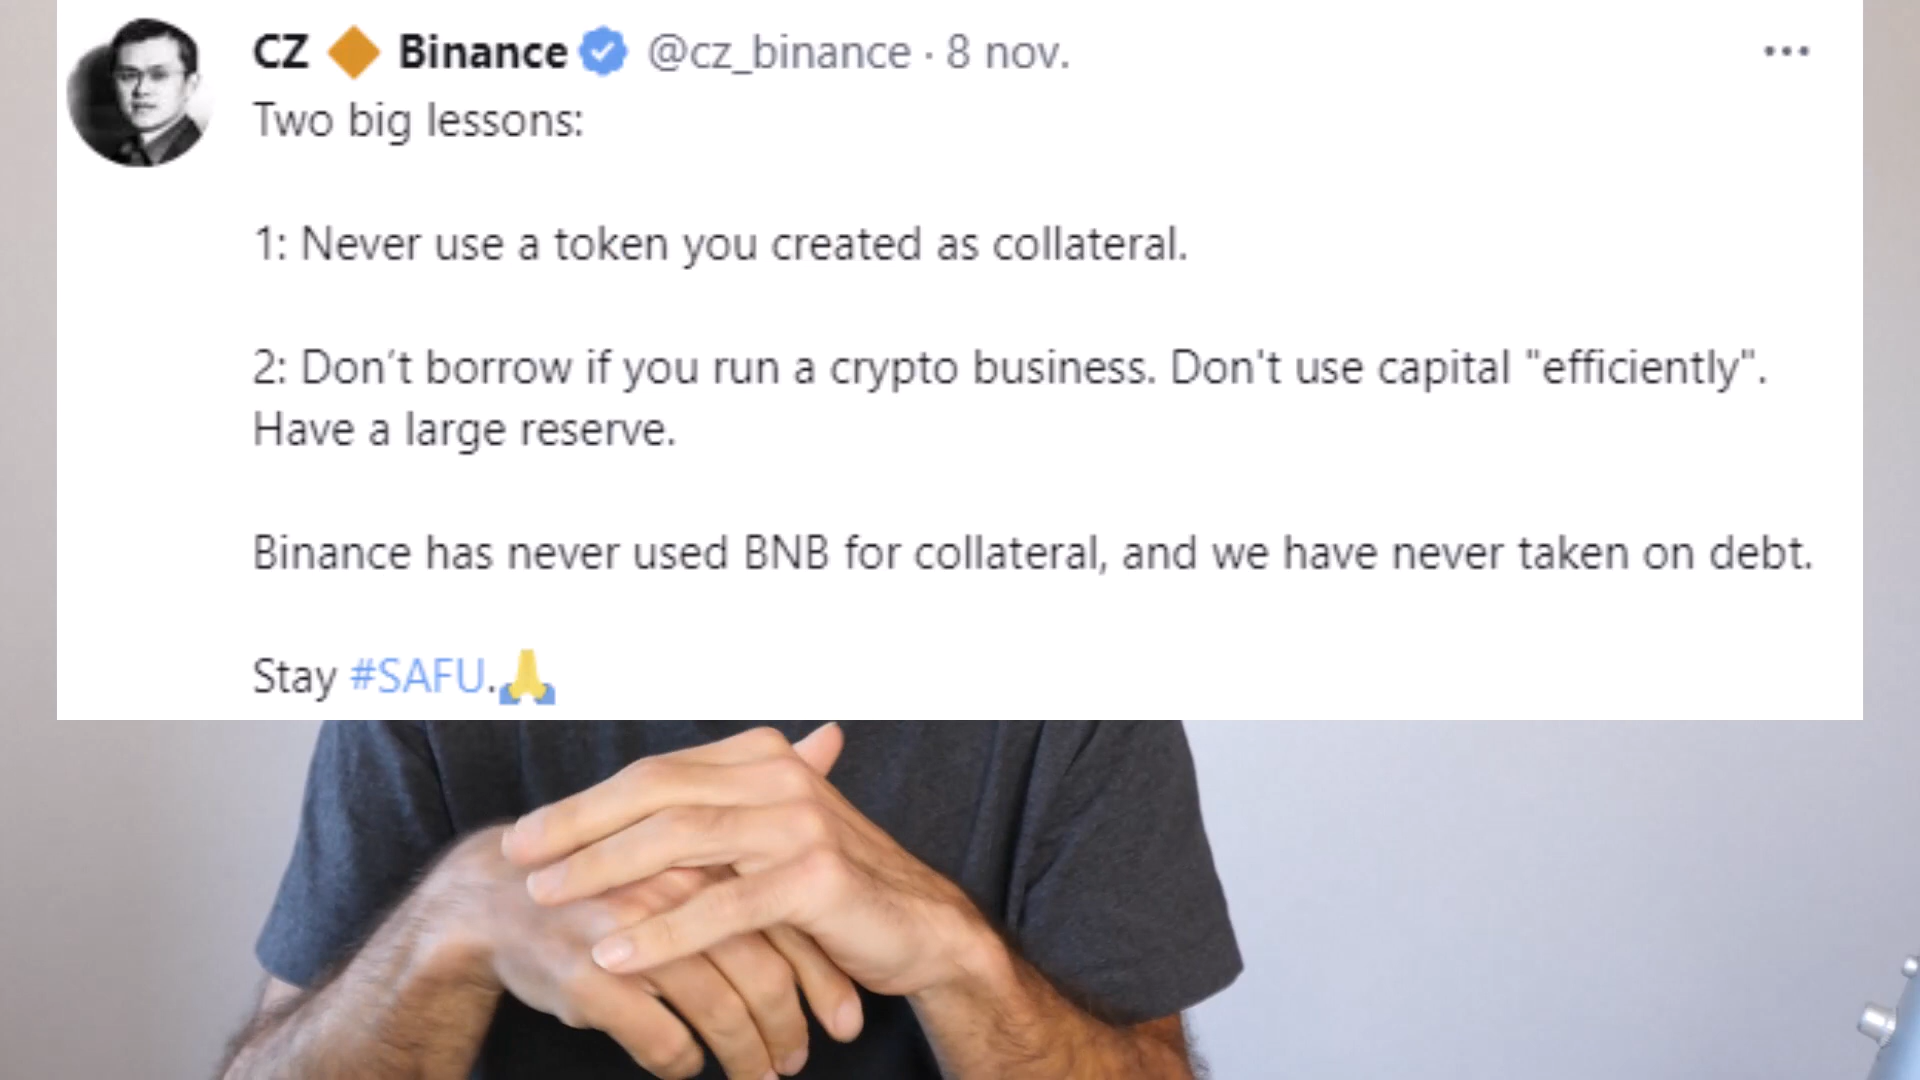 CZ 🔶 Binance @cz_binance · 8 nov.
Two big lessons:
1: Never use a token you created as collateral.
2: Don’t borrow if you run a crypto business. Don't use capital "efficiently".
Have a large reserve.
Binance has never used BNB for collateral, and we have never taken on debt.
Stay #SAFU.🙏